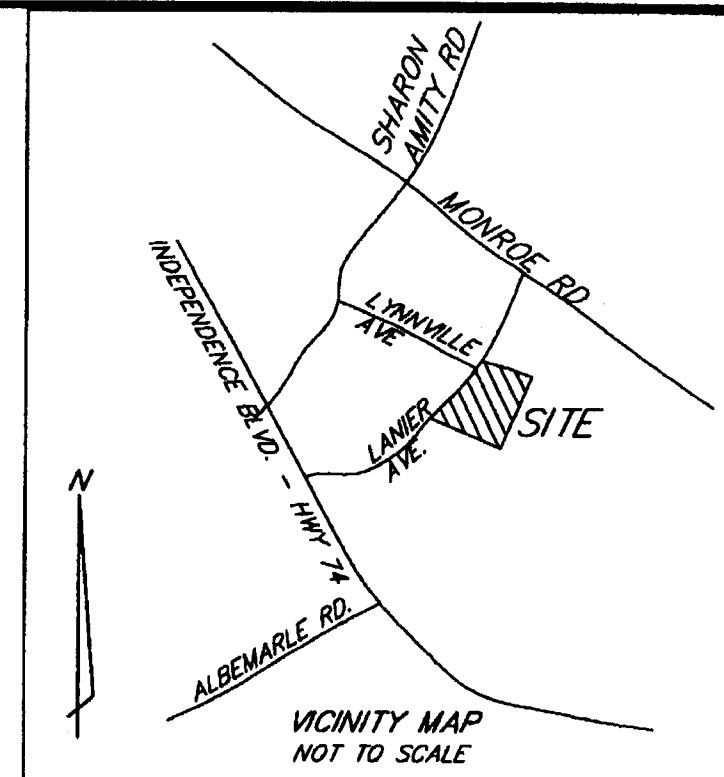 SHARON
AMITY RD
MONROE RD
INDEPENDENCE BLVD. - HWY 74
LYNNVILLE
AVE
LANIER
AVE.
SITE
N
ALBEMARLE RD.
VICINITY MAP
NOT TO SCALE